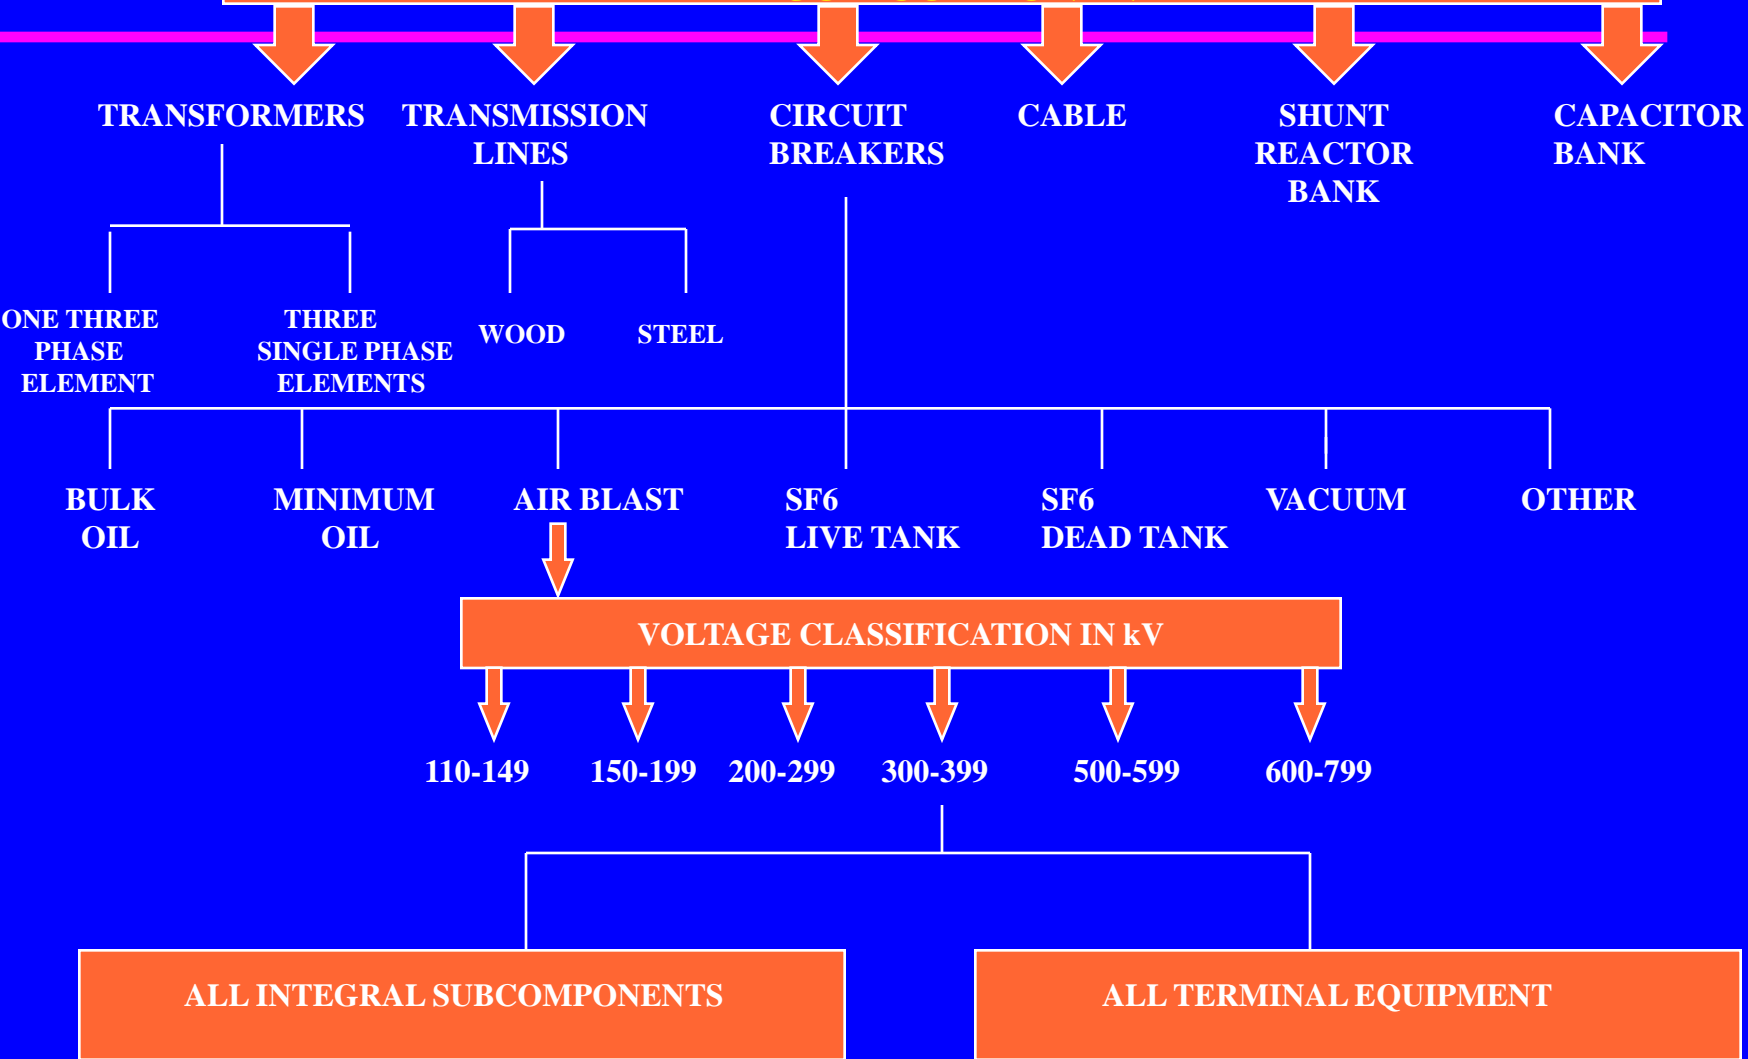 TRANSFORMERS
TRANSMISSION
LINES
CIRCUIT
BREAKERS
CABLE
SHUNT
REACTOR
BANK
CAPACITOR
BANK
ONE THREE
PHASE
ELEMENT
THREE
SINGLE PHASE
ELEMENTS
WOOD
STEEL
BULK
OIL
MINIMUM
OIL
AIR BLAST
SF6
LIVE TANK
SF6
DEAD TANK
VACUUM
OTHER
VOLTAGE CLASSIFICATION IN kV
110-149
150-199
200-299
300-399
500-599
600-799
ALL INTEGRAL SUBCOMPONENTS
ALL TERMINAL EQUIPMENT